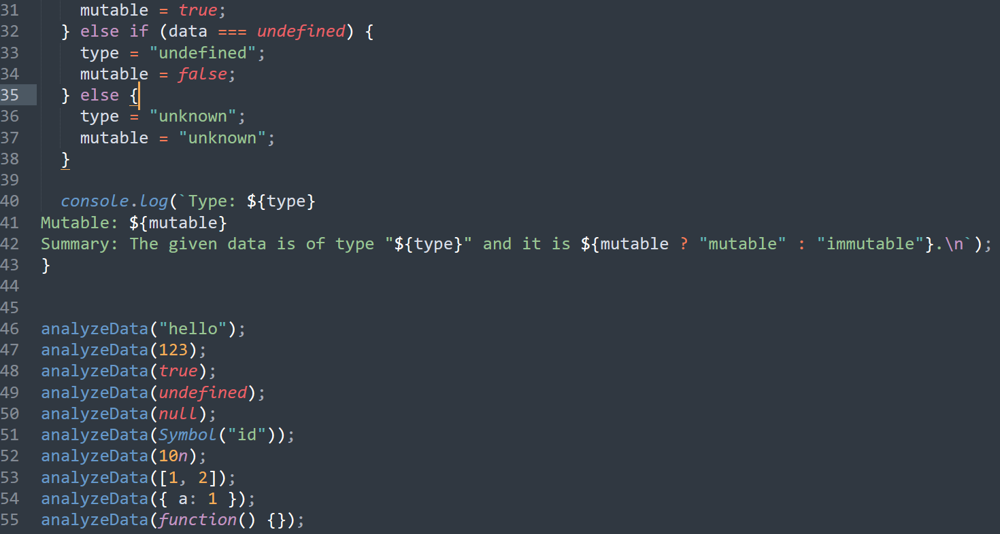 31 mutable = true;
32 } else if (data === undefined) {
33 type = "undefined";
34 mutable = false;
35 } else {
36 type = "unknown";
37 mutable = "unknown";
38 }
39
40 console.log(`Type: ${type}
41 Mutable: ${mutable}
42 Summary: The given data is of type "${type}" and it is ${mutable ? "mutable" : "immutable"}.\n`);
43 }
44
45
46 analyzeData("hello");
47 analyzeData(123);
48 analyzeData(true);
49 analyzeData(undefined);
50 analyzeData(null);
51 analyzeData(Symbol("id"));
52 analyzeData(10n);
53 analyzeData([1, 2]);
54 analyzeData({ a: 1 });
55 analyzeData(function() {});